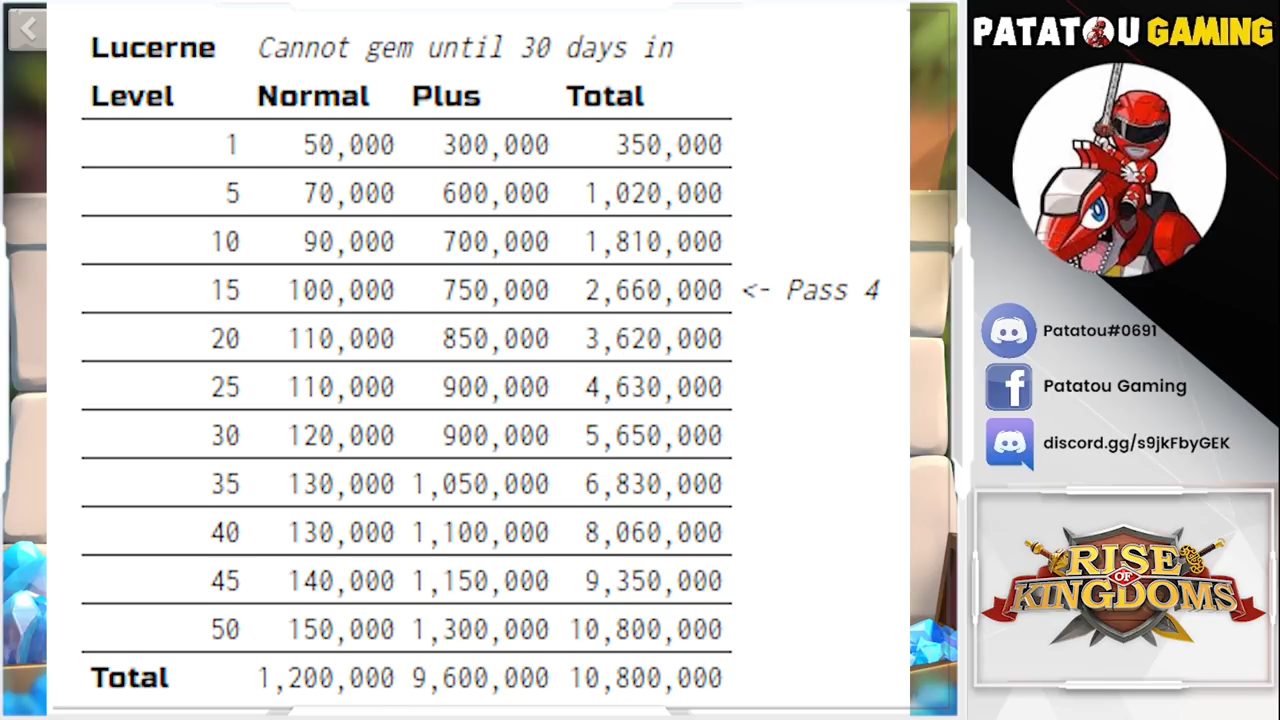 Lucerne Cannot gem until 30 days in
Level Normal Plus Total
1 50,000 300,000 350,000
5 70,000 600,000 1,020,000
10 90,000 700,000 1,810,000
15 100,000 750,000 2,660,000 <- Pass 4
20 110,000 850,000 3,620,000
25 110,000 900,000 4,630,000
30 120,000 900,000 5,650,000
35 130,000 1,050,000 6,830,000
40 130,000 1,100,000 8,060,000
45 140,000 1,150,000 9,350,000
50 150,000 1,300,000 10,800,000
Total 1,200,000 9,600,000 10,800,000
PATATOU GAMING
Patatou#0691
Patatou Gaming
discord.gg/s9jkFbyGEK
RISE
OF
KINGDOMS